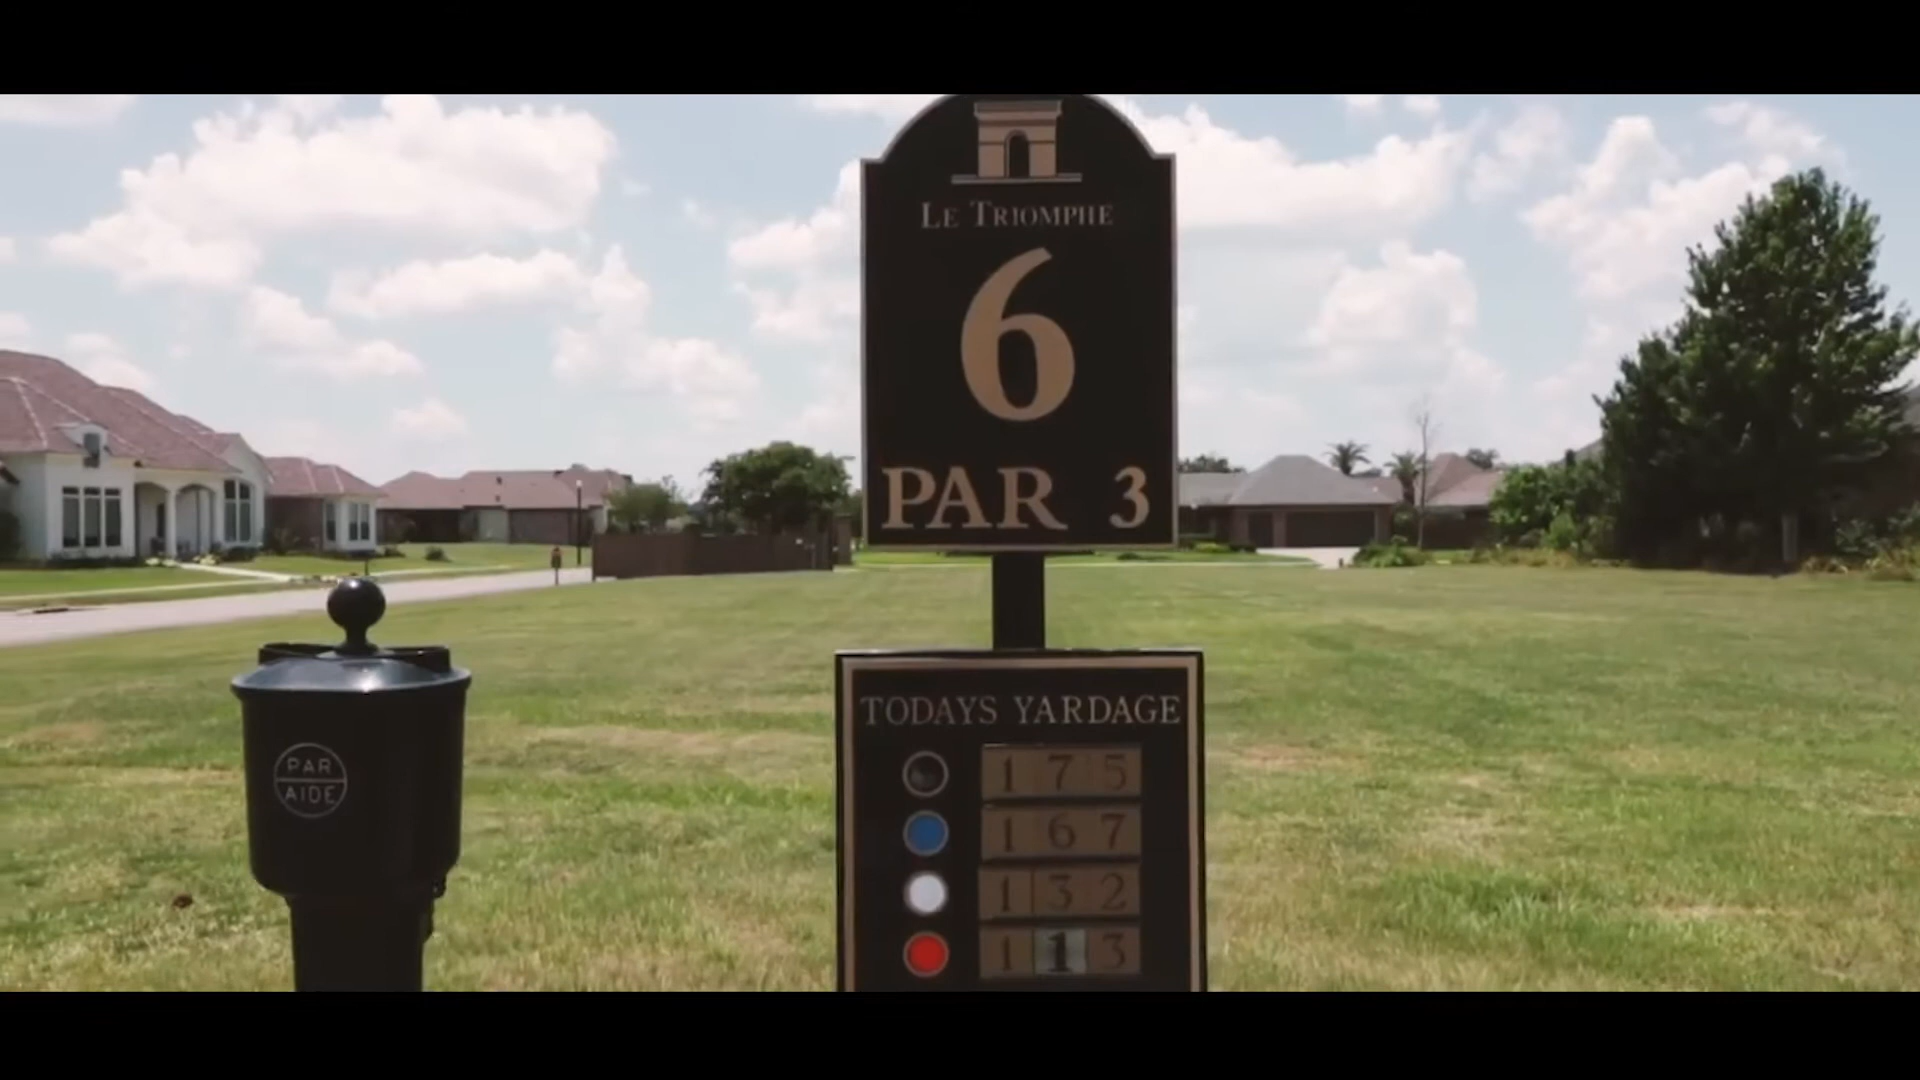 LE TRIOMPHE
6
PAR 3
TODAYS YARDAGE
175
167
132
113
PAR
AIDE